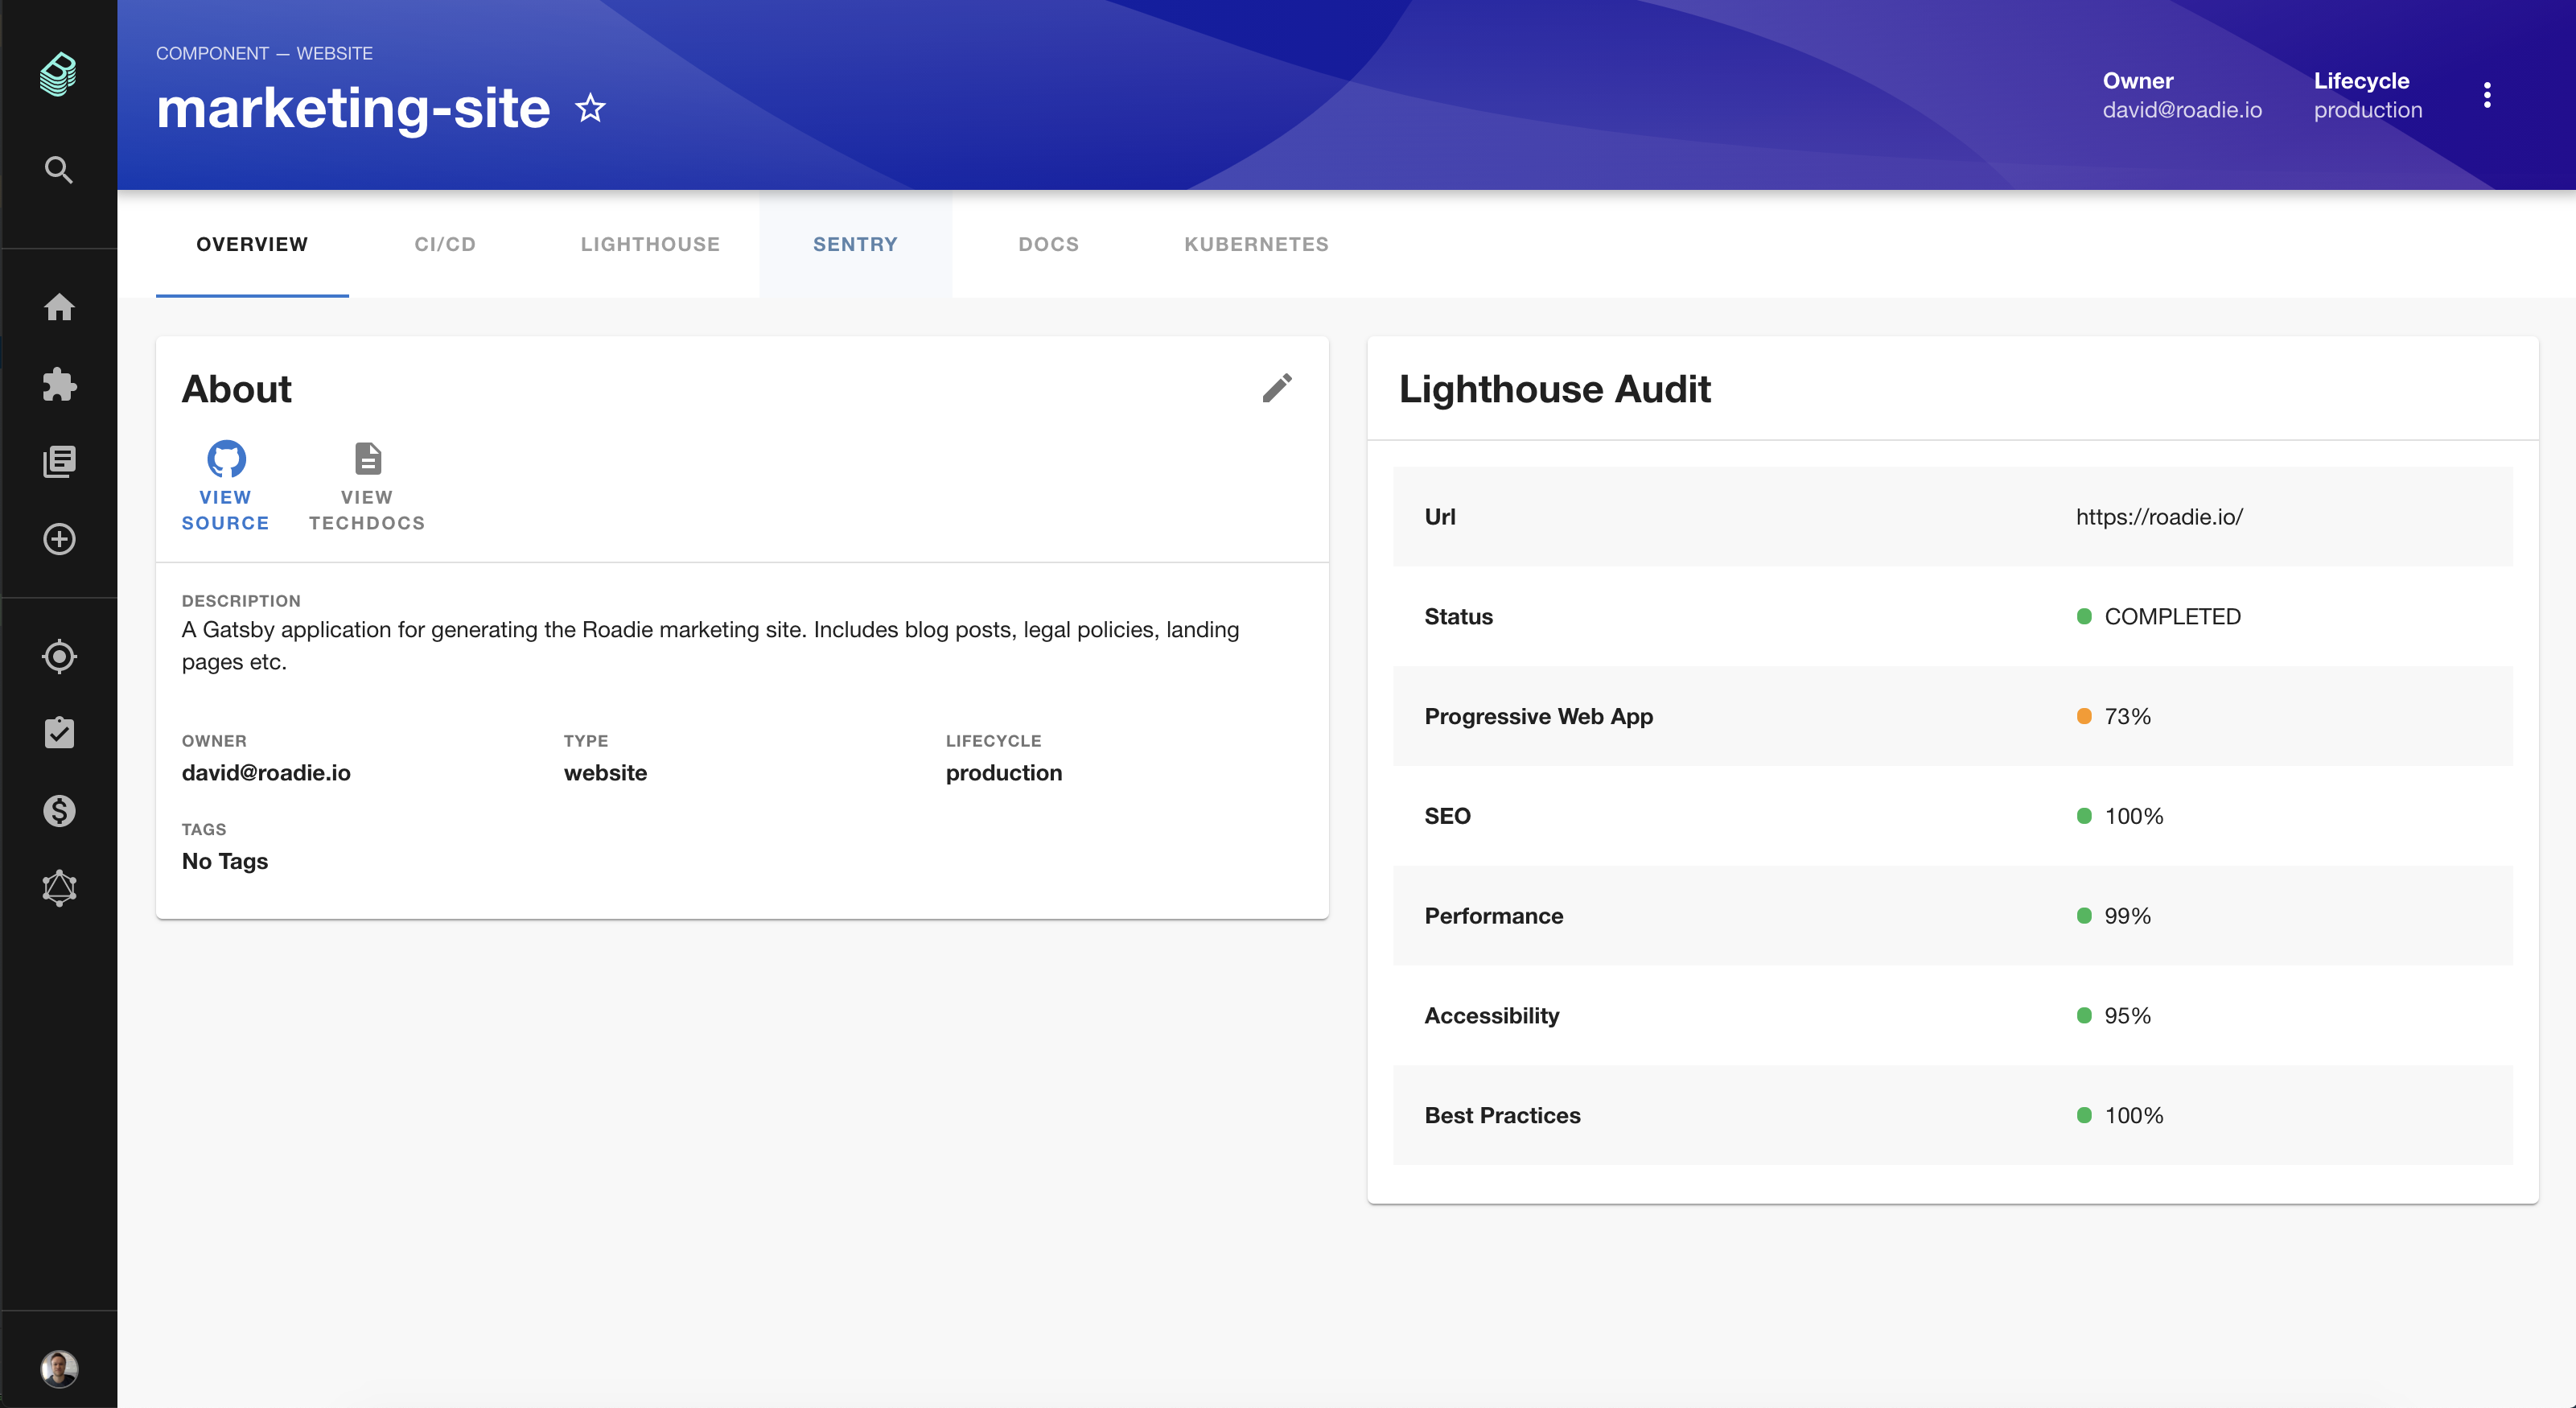 COMPONENT — WEBSITE
marketing-site
Owner
david@roadie.io
Lifecycle
production
OVERVIEW
CI/CD
LIGHTHOUSE
SENTRY
DOCS
KUBERNETES
About
VIEW
SOURCE
VIEW
TECHDOCS
DESCRIPTION
A Gatsby application for generating the Roadie marketing site. Includes blog posts, legal policies, landing
pages etc.
OWNER
david@roadie.io
TYPE
website
LIFECYCLE
production
TAGS
No Tags
Lighthouse Audit
Url https://roadie.io/
Status COMPLETED
Progressive Web App 73%
SEO 100%
Performance 99%
Accessibility 95%
Best Practices 100%